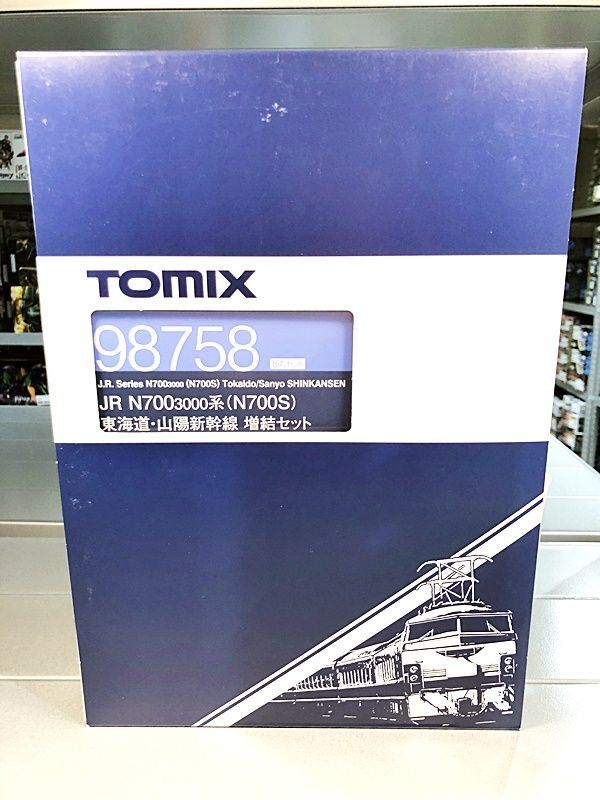 TOMIX
98758
J.R. Series N7003000 (N700S) Tokaido/Sanyo SHINKANSEN
JR N7003000系(N700S)
東海道・山陽新幹線 増結セット